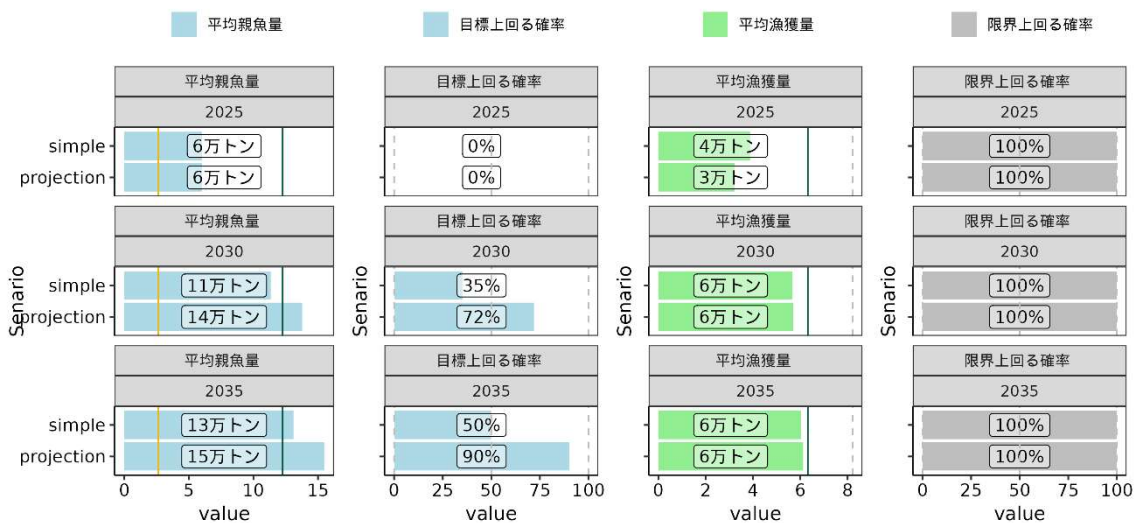 平均親魚量 目標上回る確率 平均漁獲量 限界上回る確率
平均親魚量 目標上回る確率 平均漁獲量 限界上回る確率
2025 2025 2025 2025
simple 6万トン 0% 4万トン 100%
projection 6万トン 0% 3万トン 100%
平均親魚量 目標上回る確率 平均漁獲量 限界上回る確率
2030 2030 2030 2030
Senario Senario Senario Senario
simple 11万トン 35% 6万トン 100%
projection 14万トン 72% 6万トン 100%
平均親魚量 目標上回る確率 平均漁獲量 限界上回る確率
2035 2035 2035 2035
simple 13万トン 50% 6万トン 100%
projection 15万トン 90% 6万トン 100%
0 5 10 15 0 25 50 75 100 0 2 4 6 8 0 25 50 75 100
value value value value